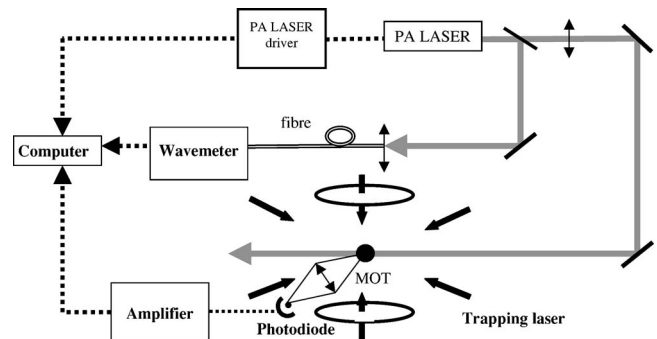 PA LASER
driver
PA LASER
fibre
Computer
Wavemeter
MOT
Amplifier
Photodiode
Trapping laser